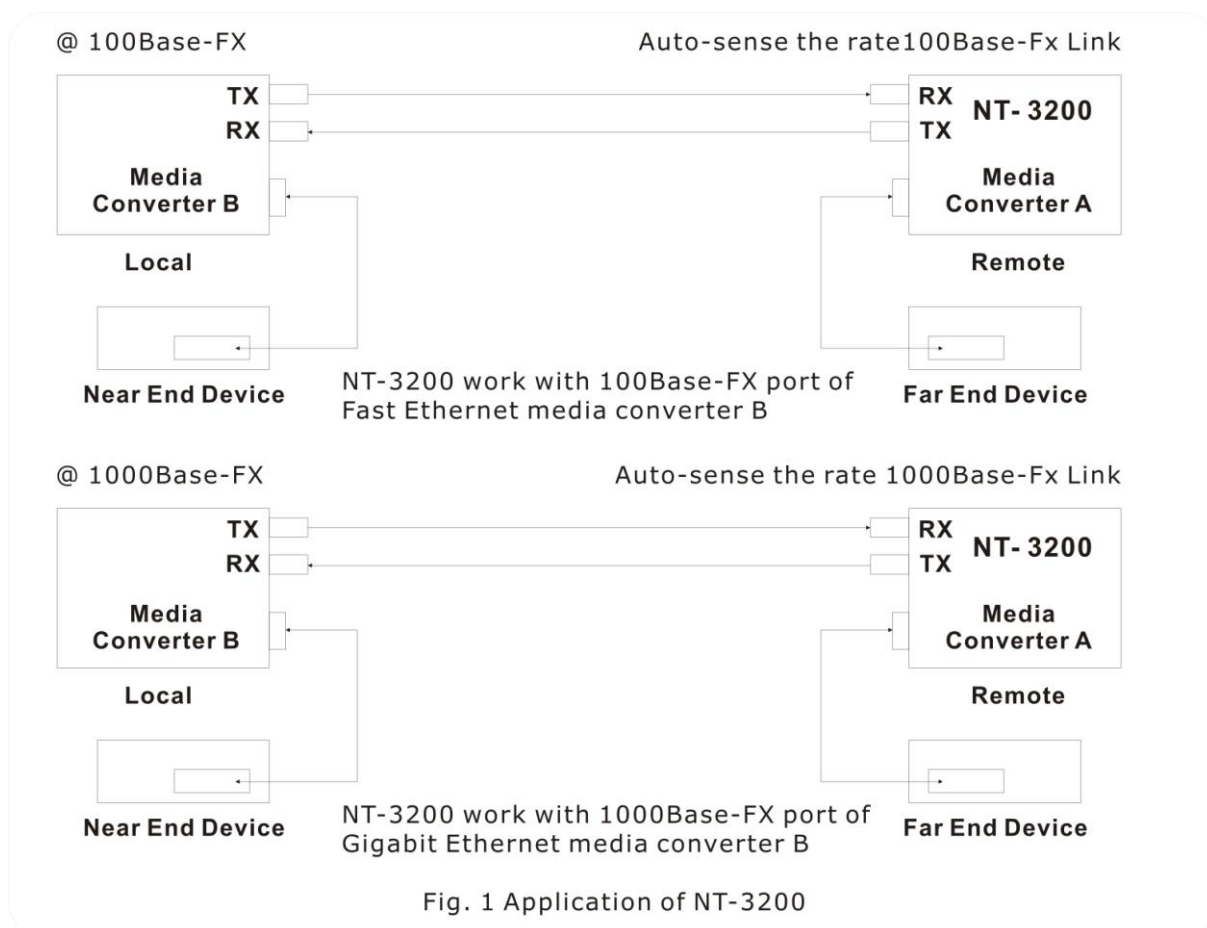 @ 100Base-FX
Auto-sense the rate100Base-Fx Link
TX
RX
Media
Converter B
RX
NT- 3200
TX
Media
Converter A
Local
Remote
Near End Device
NT-3200 work with 100Base-FX port of
Fast Ethernet media converter B
Far End Device
@ 1000Base-FX
Auto-sense the rate 1000Base-Fx Link
TX
RX
Media
Converter B
RX
NT- 3200
TX
Media
Converter A
Local
Remote
Near End Device
NT-3200 work with 1000Base-FX port of
Gigabit Ethernet media converter B
Far End Device
Fig. 1 Application of NT-3200